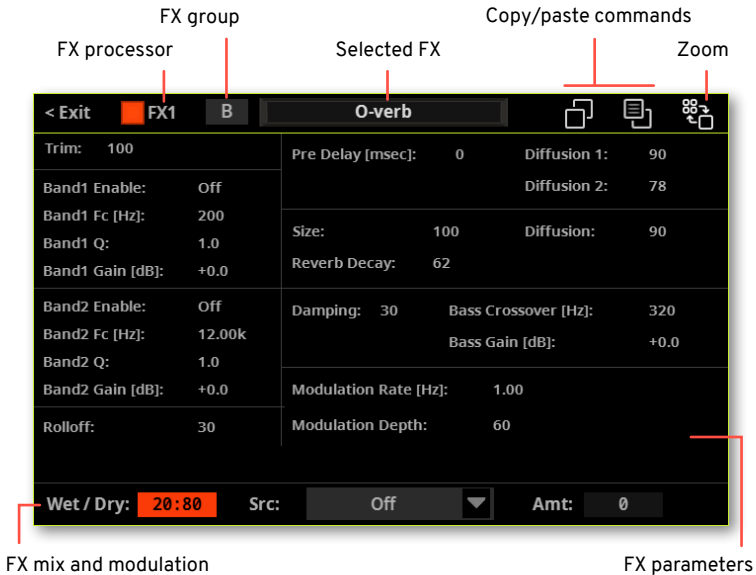 FX group
Copy/paste commands
FX processor
Selected FX
Zoom
< Exit FX1 B O-verb
Trim: 100
Pre Delay [msec]: 0 Diffusion 1: 90
Diffusion 2: 78
Band1 Enable: Off
Band1 Fc [Hz]: 200
Band1 Q: 1.0
Band1 Gain [dB]: +0.0
Size: 100 Diffusion: 90
Reverb Decay: 62
Band2 Enable: Off
Band2 Fc [Hz]: 12.00k
Band2 Q: 1.0
Band2 Gain [dB]: +0.0
Damping: 30 Bass Crossover [Hz]: 320
Bass Gain [dB]: +0.0
Modulation Rate [Hz]: 1.00
Modulation Depth: 60
Rolloff: 30
Wet / Dry: 20:80 Src: Off Amt: 0
FX mix and modulation
FX parameters